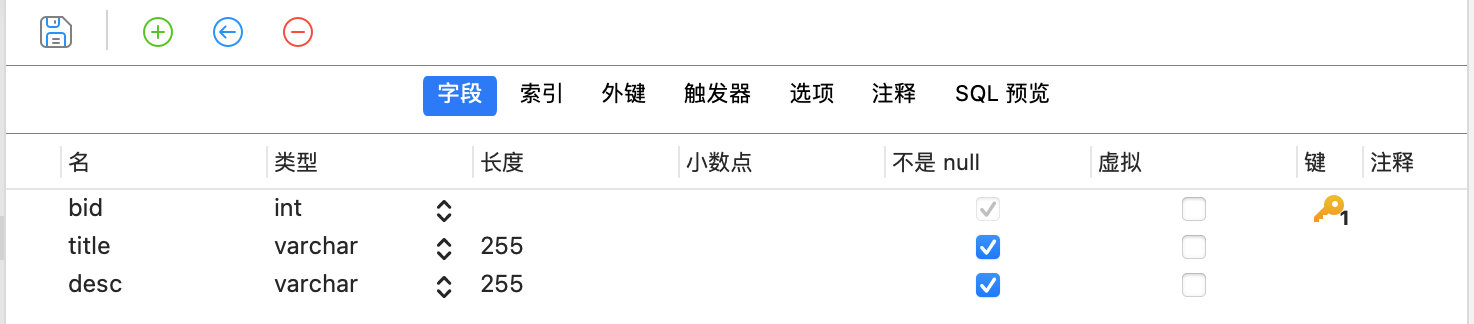 字段 索引 外键 触发器 选项 注释 SQL 预览
名 类型 长度 小数点 不是 null 虚拟 键 注释
bid int 1
title varchar 255
desc varchar 255